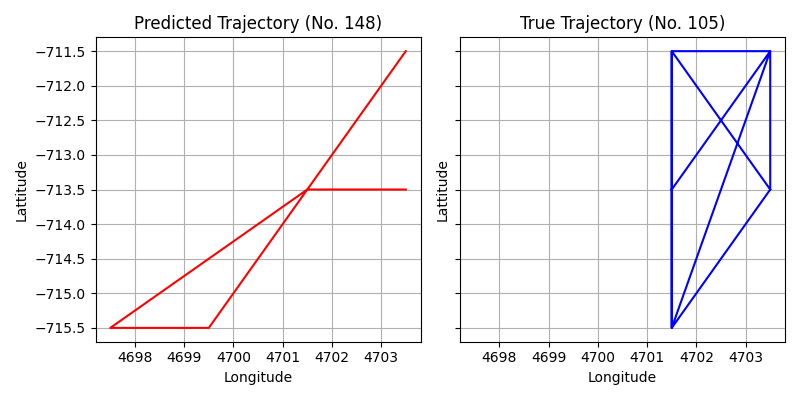 Predicted Trajectory (No. 148)
True Trajectory (No. 105)
Lattitude
−711.5
−712.0
−712.5
−713.0
−713.5
−714.0
−714.5
−715.0
−715.5
4698 4699 4700 4701 4702 4703
Longitude
Lattitude
4698 4699 4700 4701 4702 4703
Longitude